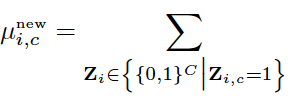 μ_{i,c}^{new} = ∑_{𝐙_i∈{{0,1}^C | 𝐙_{i,c}=1}}